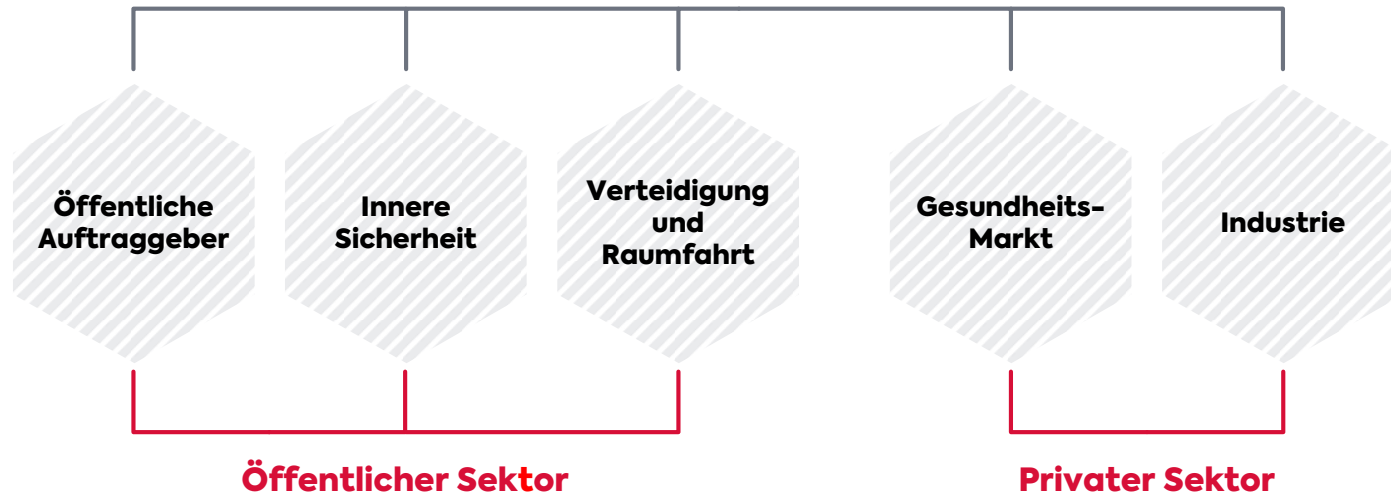 Öffentliche
Auftraggeber
Innere
Sicherheit
Verteidigung
und
Raumfahrt
Gesundheits-
Markt
Industrie
Öffentlicher Sektor
Privater Sektor